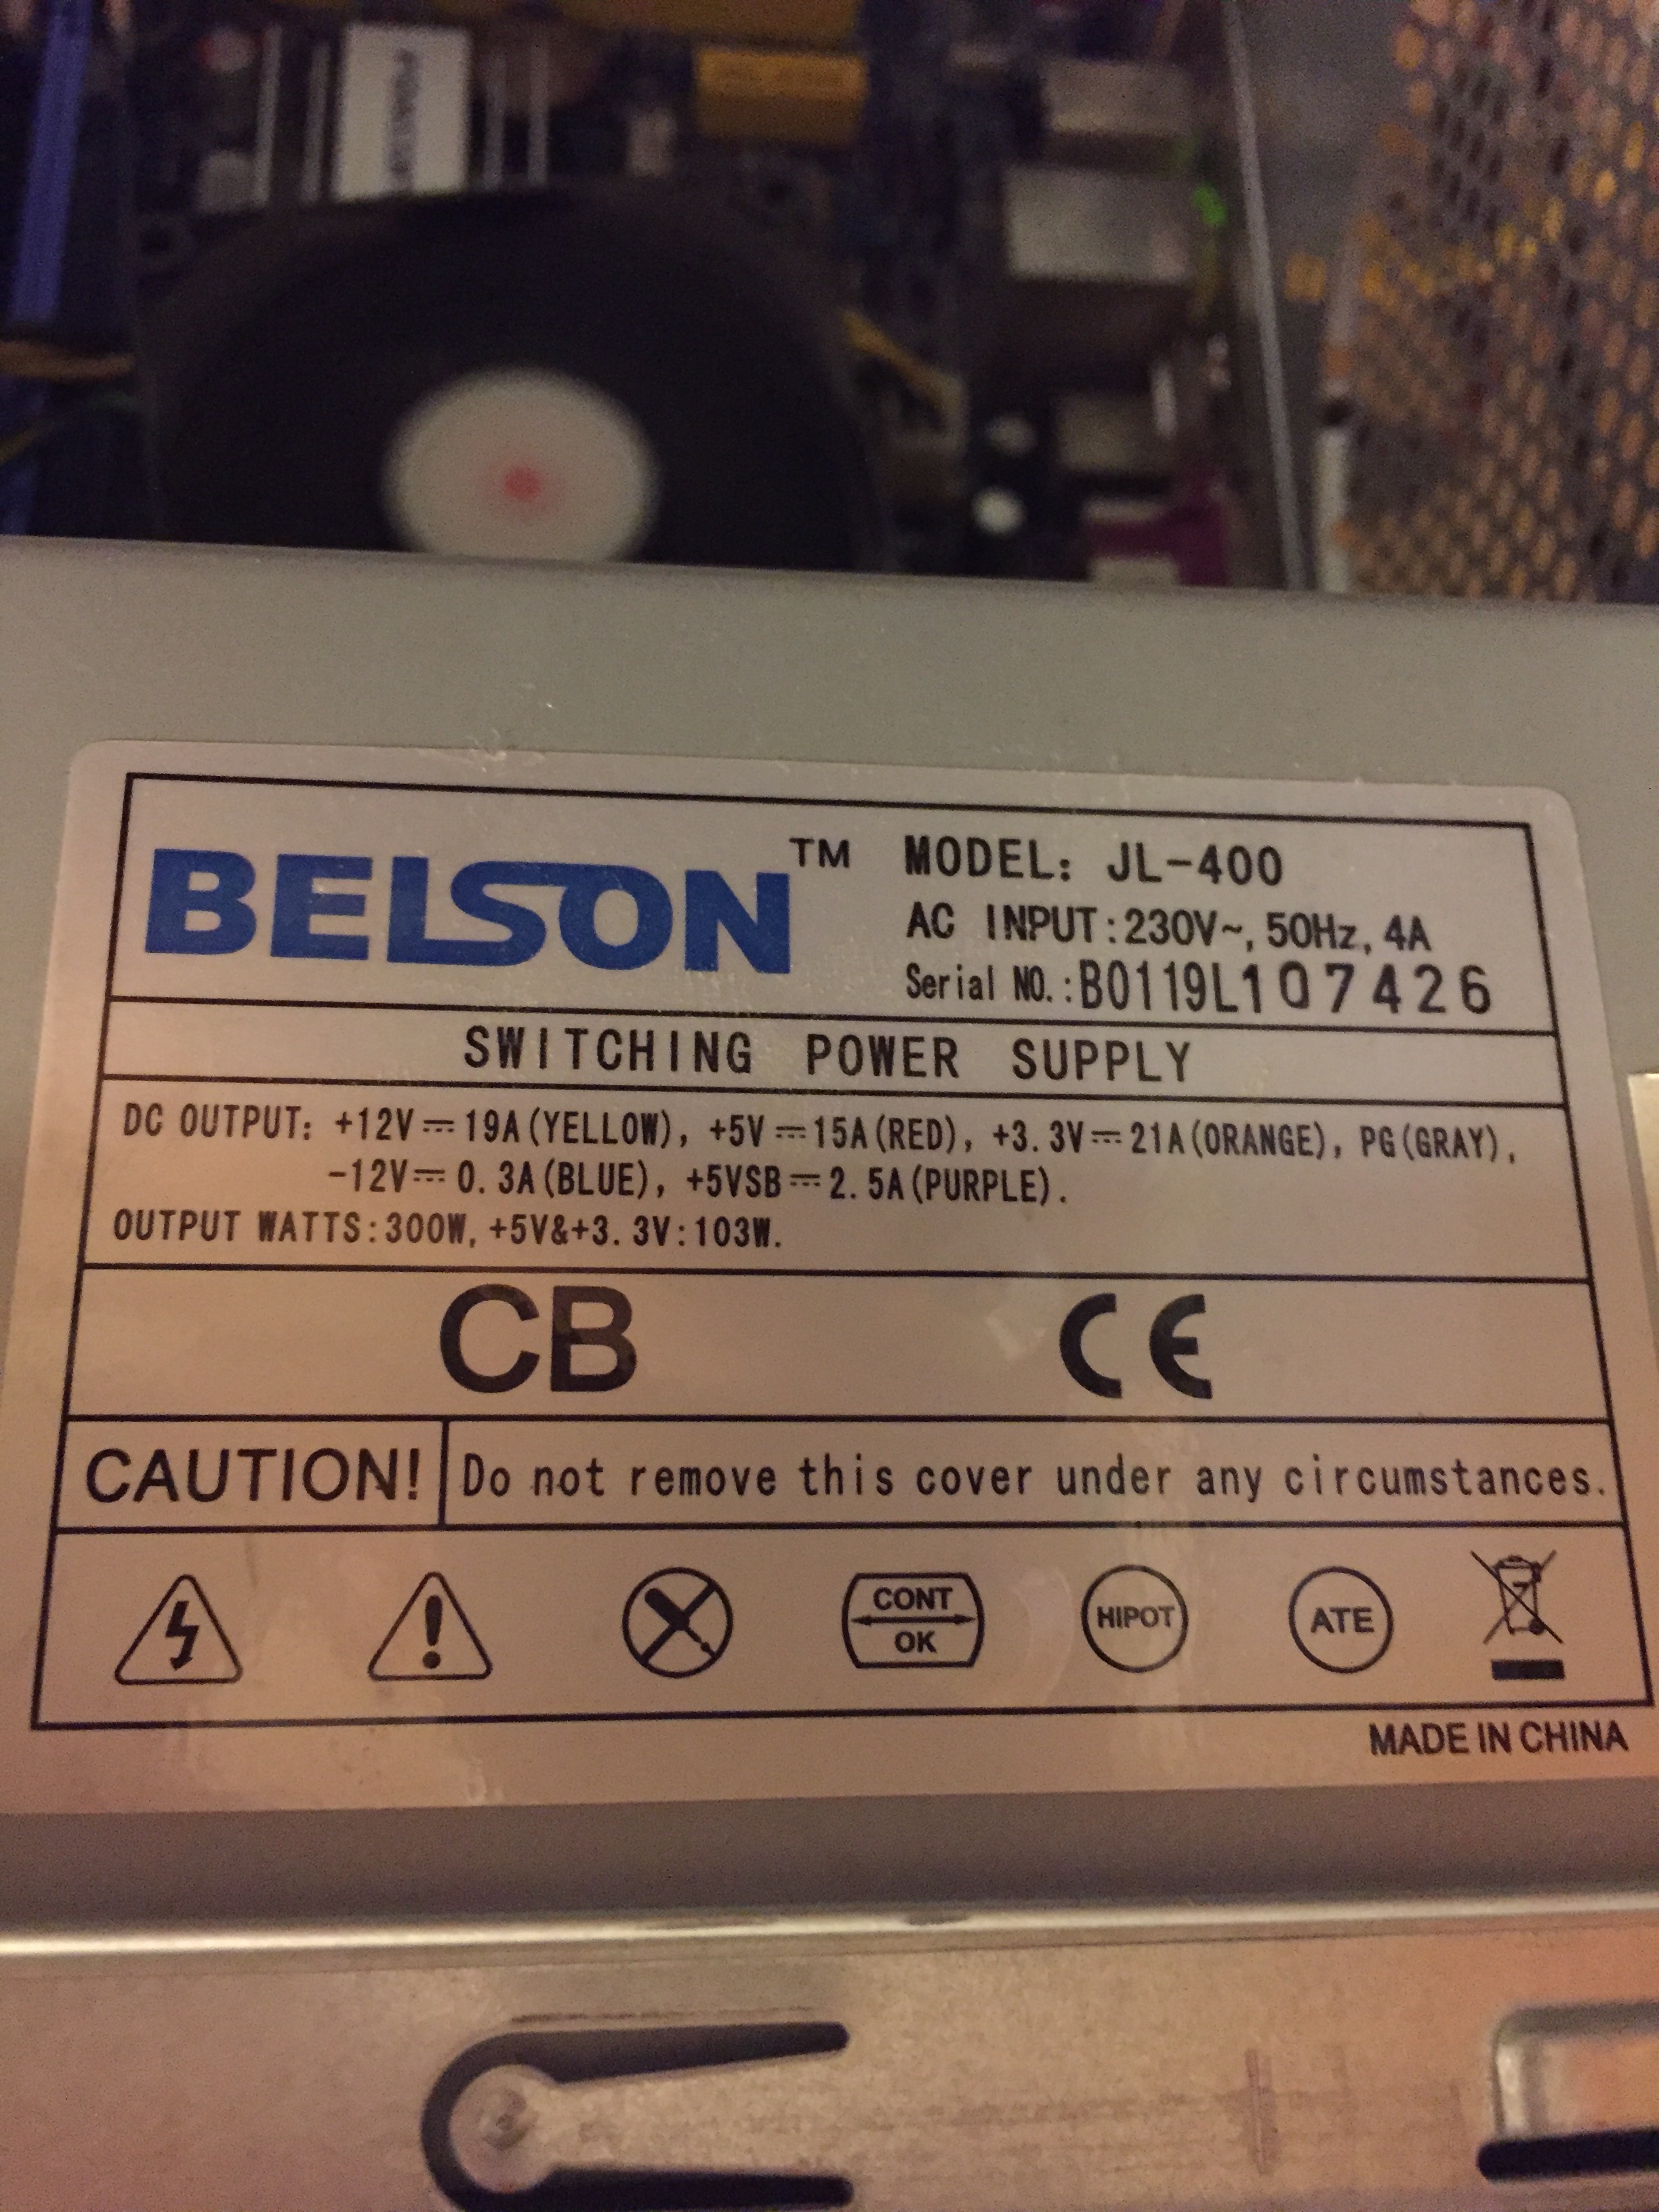 BELSON™
MODEL: JL-400
AC INPUT:230V~, 50Hz, 4A
Serial NO.:B0119L107426
SWITCHING POWER SUPPLY
DC OUTPUT: +12V⎓19A(YELLOW), +5V⎓15A(RED), +3.3V⎓21A(ORANGE), PG(GRAY),
-12V⎓0.3A(BLUE), +5VSB⎓2.5A(PURPLE).
OUTPUT WATTS:300W, +5V&+3.3V:103W.
CB CE
CAUTION! Do not remove this cover under any circumstances.
CONT
OK
HIPOT
ATE
MADE IN CHINA